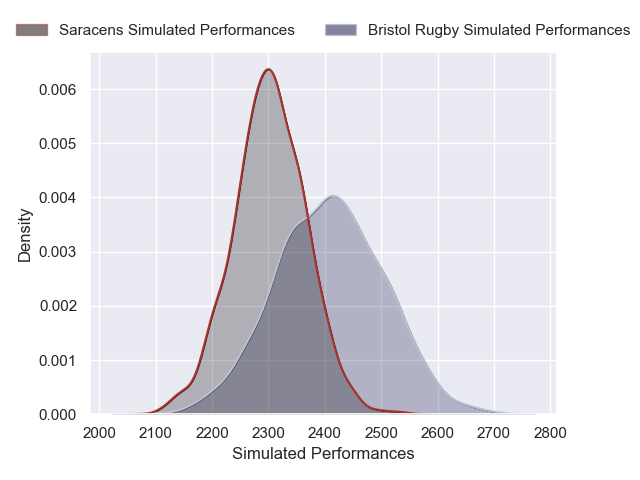 Saracens Simulated Performances
Bristol Rugby Simulated Performances
0.006
0.005
0.004
0.003
0.002
0.001
0.000
Density
2000 2100 2200 2300 2400 2500 2600 2700 2800
Simulated Performances